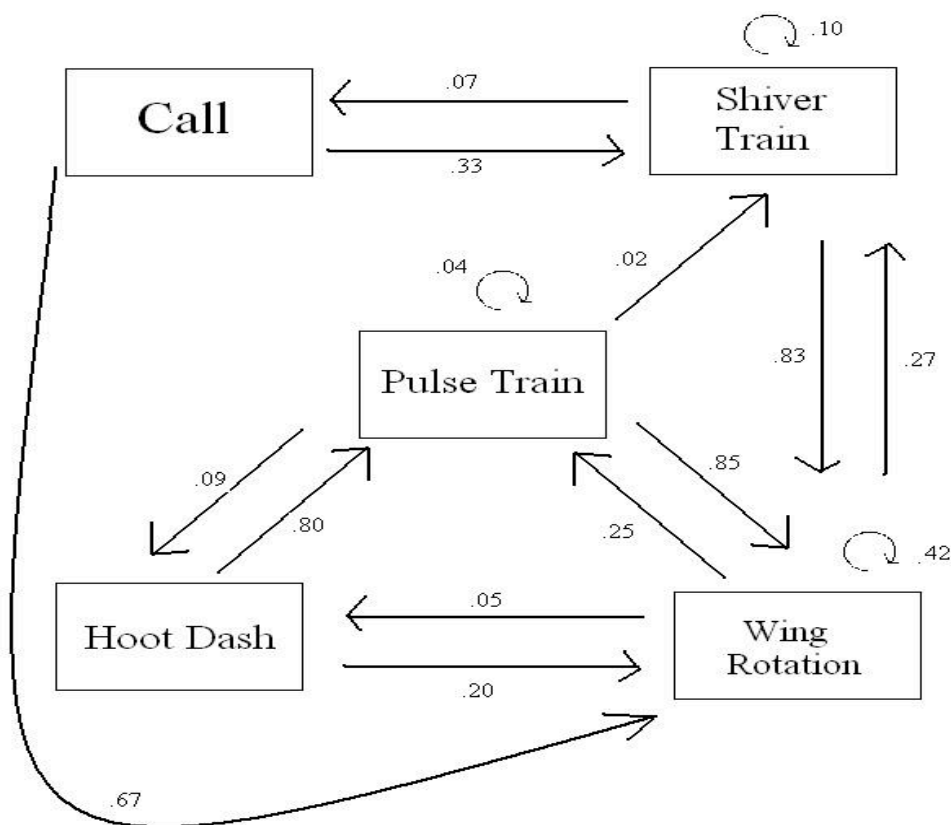 .10
Call
.07
Shiver
Train
.33
.04
.02
Pulse Train
.83
.27
.09
.80
.85
.25
.42
Hoot Dash
.05
.20
Wing
Rotation
.67